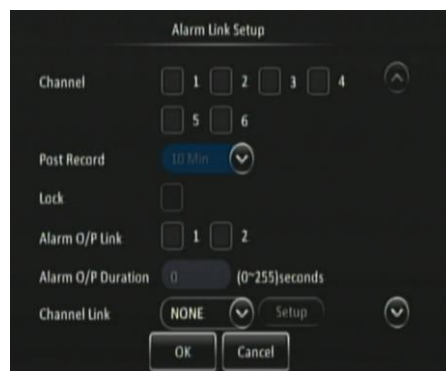 Alarm Link Setup
Channel 1 2 3 4
5 6
Post Record 10 Min
Lock
Alarm O/P Link 1 2
Alarm O/P Duration 0 (0~255)seconds
Channel Link NONE Setup
OK Cancel